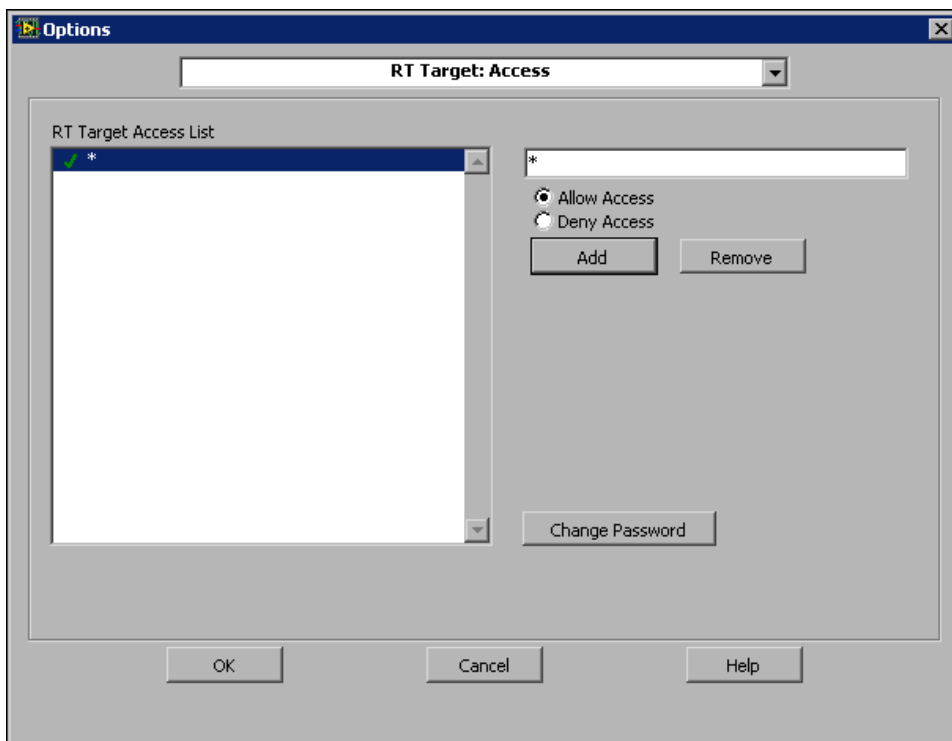 Options
RT Target: Access
RT Target Access List
*
*
Allow Access
Deny Access
Add Remove
Change Password
OK Cancel Help